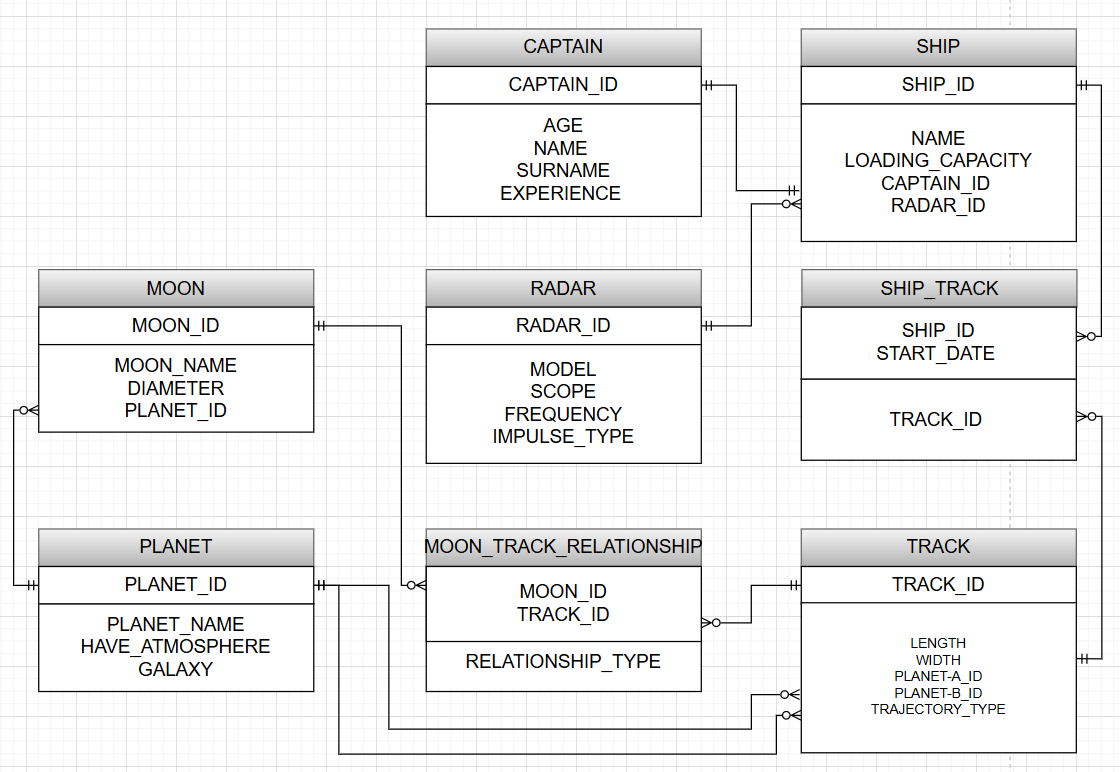 CAPTAIN
CAPTAIN_ID
AGE
NAME
SURNAME
EXPERIENCE
SHIP
SHIP_ID
NAME
LOADING_CAPACITY
CAPTAIN_ID
RADAR_ID
MOON
MOON_ID
MOON_NAME
DIAMETER
PLANET_ID
RADAR
RADAR_ID
MODEL
SCOPE
FREQUENCY
IMPULSE_TYPE
SHIP_TRACK
SHIP_ID
START_DATE
TRACK_ID
PLANET
PLANET_ID
PLANET_NAME
HAVE_ATMOSPHERE
GALAXY
MOON_TRACK_RELATIONSHIP
MOON_ID
TRACK_ID
RELATIONSHIP_TYPE
TRACK
TRACK_ID
LENGTH
WIDTH
PLANET-A_ID
PLANET-B_ID
TRAJECTORY_TYPE